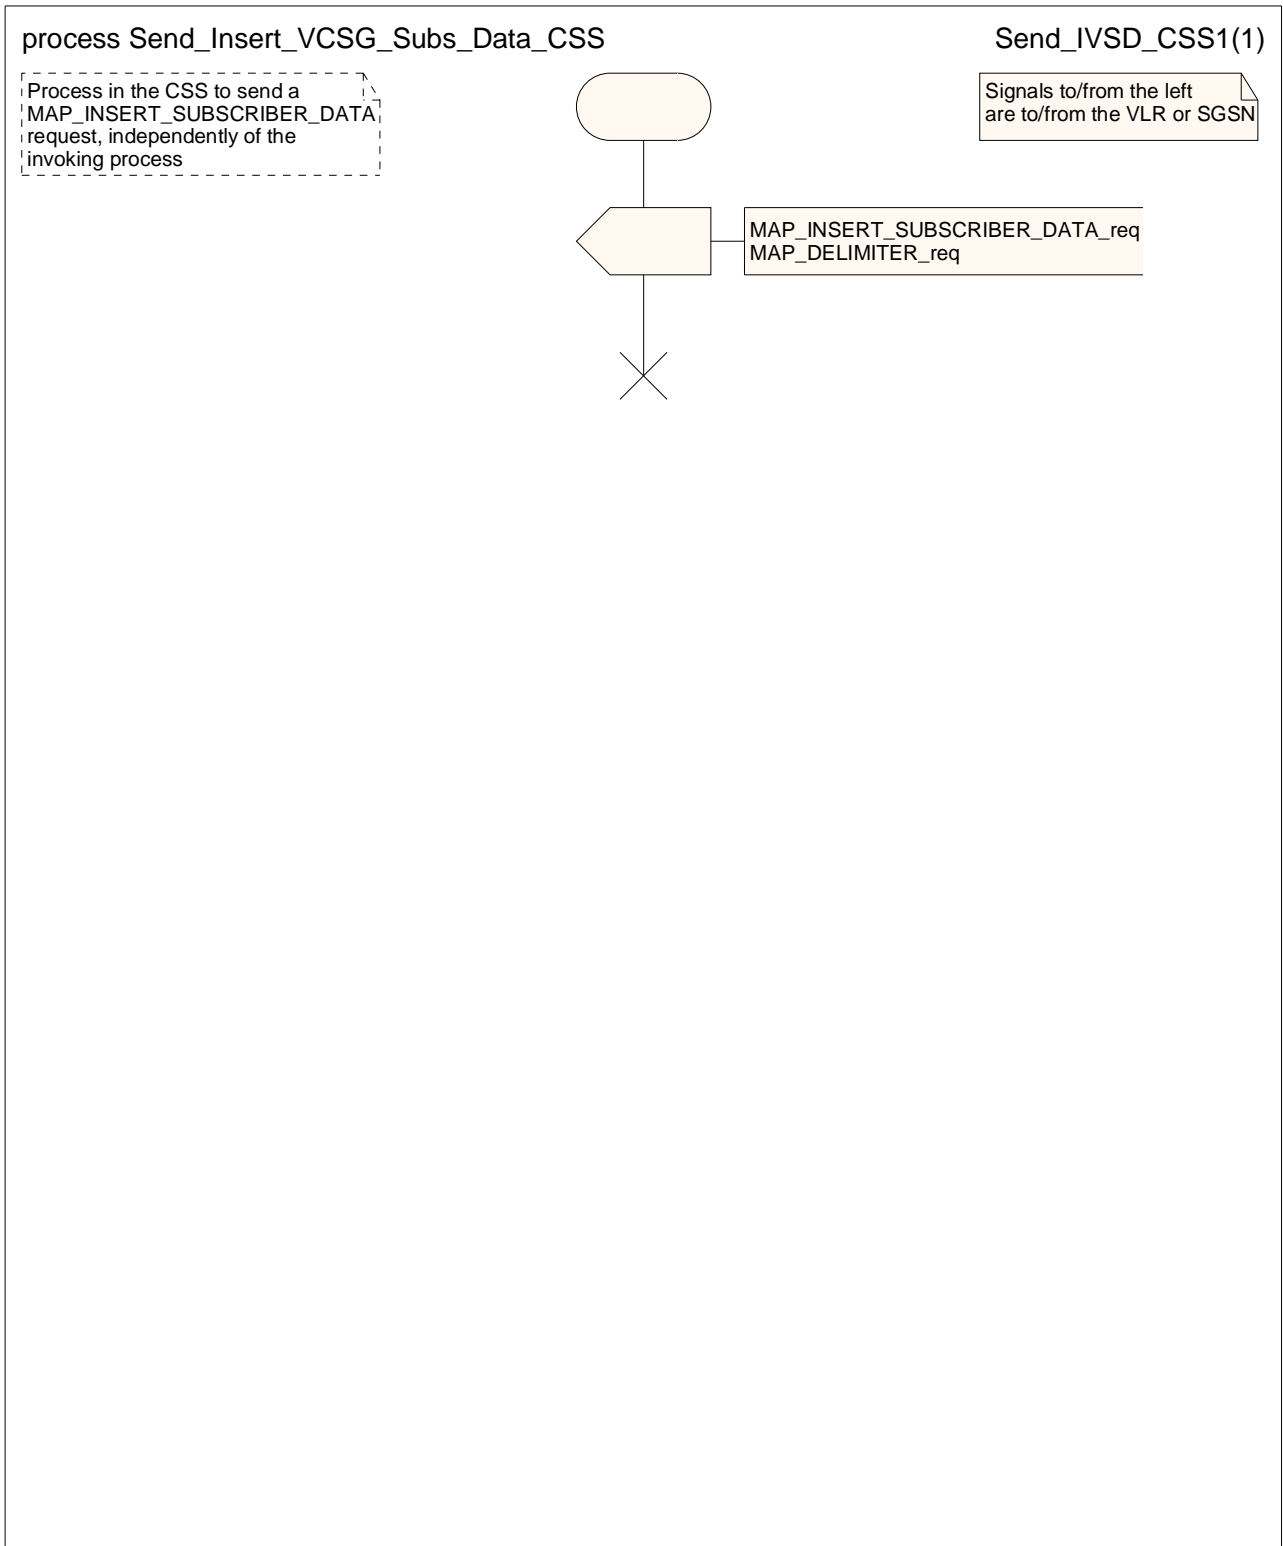 process Send_Insert_VCSG_Subs_Data_CSS
Send_IVSD_CSS1(1)
Process in the CSS to send a
MAP_INSERT_SUBSCRIBER_DATA
request, independently of the
invoking process
Signals to/from the left
are to/from the VLR or SGSN
MAP_INSERT_SUBSCRIBER_DATA_req
MAP_DELIMITER_req